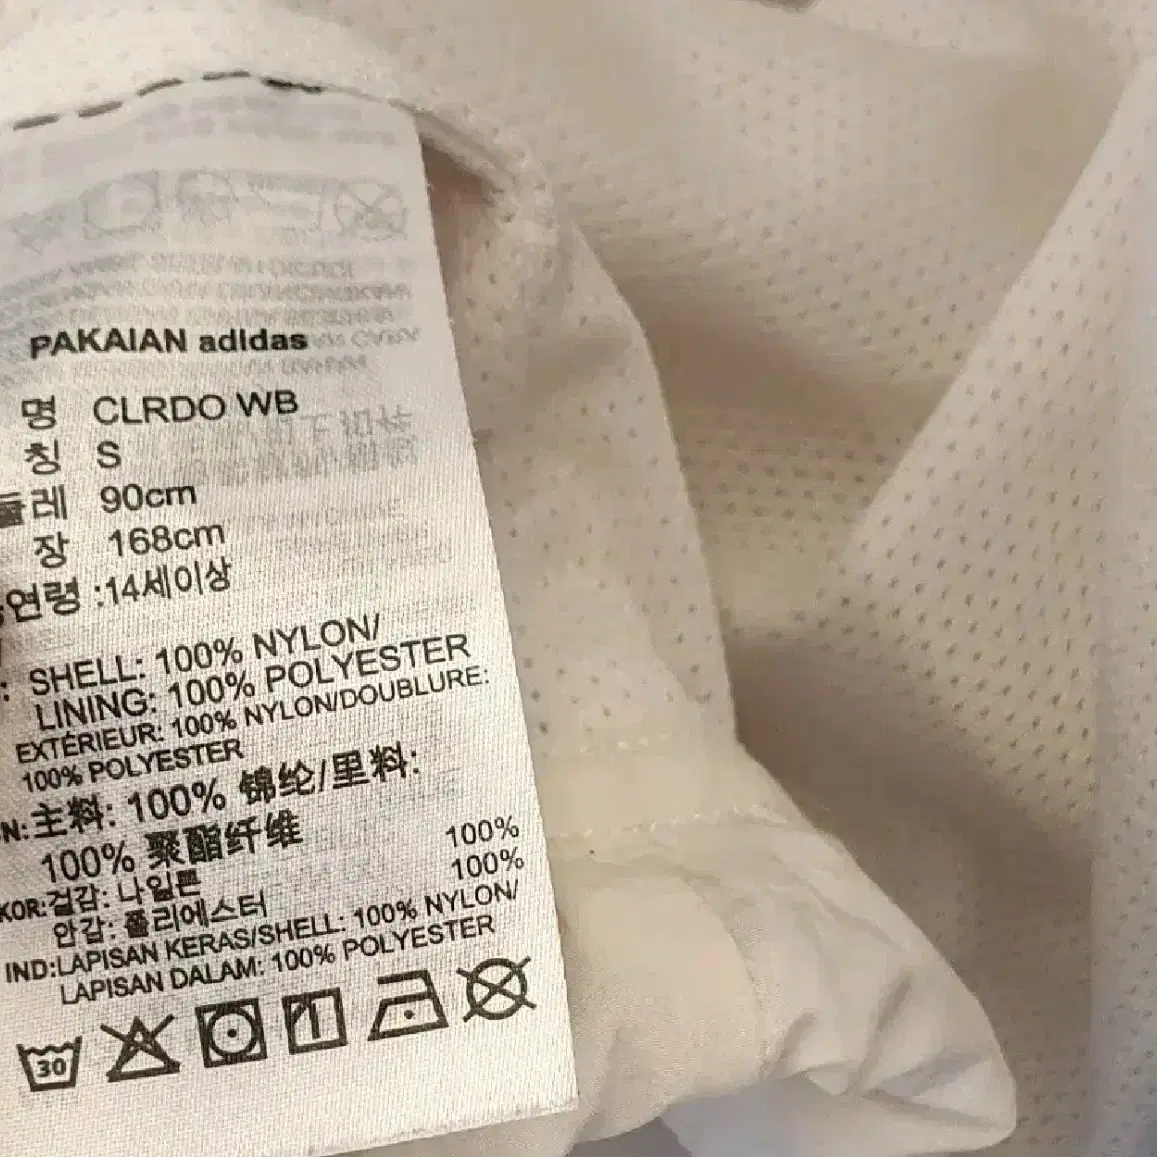 PAKAIAN adidas
명 CLRDO WB
칭 S
둘레 90cm
장 168cm
연령 :14세이상
: SHELL: 100% NYLON/
LINING: 100% POLYESTER
EXTÉRIEUR: 100% NYLON/DOUBLURE:
100% POLYESTER
N:主料: 100% 锦纶/里料:
100% 聚酯纤维
KOR:겉감: 나일론 100%
안감: 폴리에스터 100%
IND:LAPISAN KERAS/SHELL: 100% NYLON/
LAPISAN DALAM: 100% POLYESTER
30